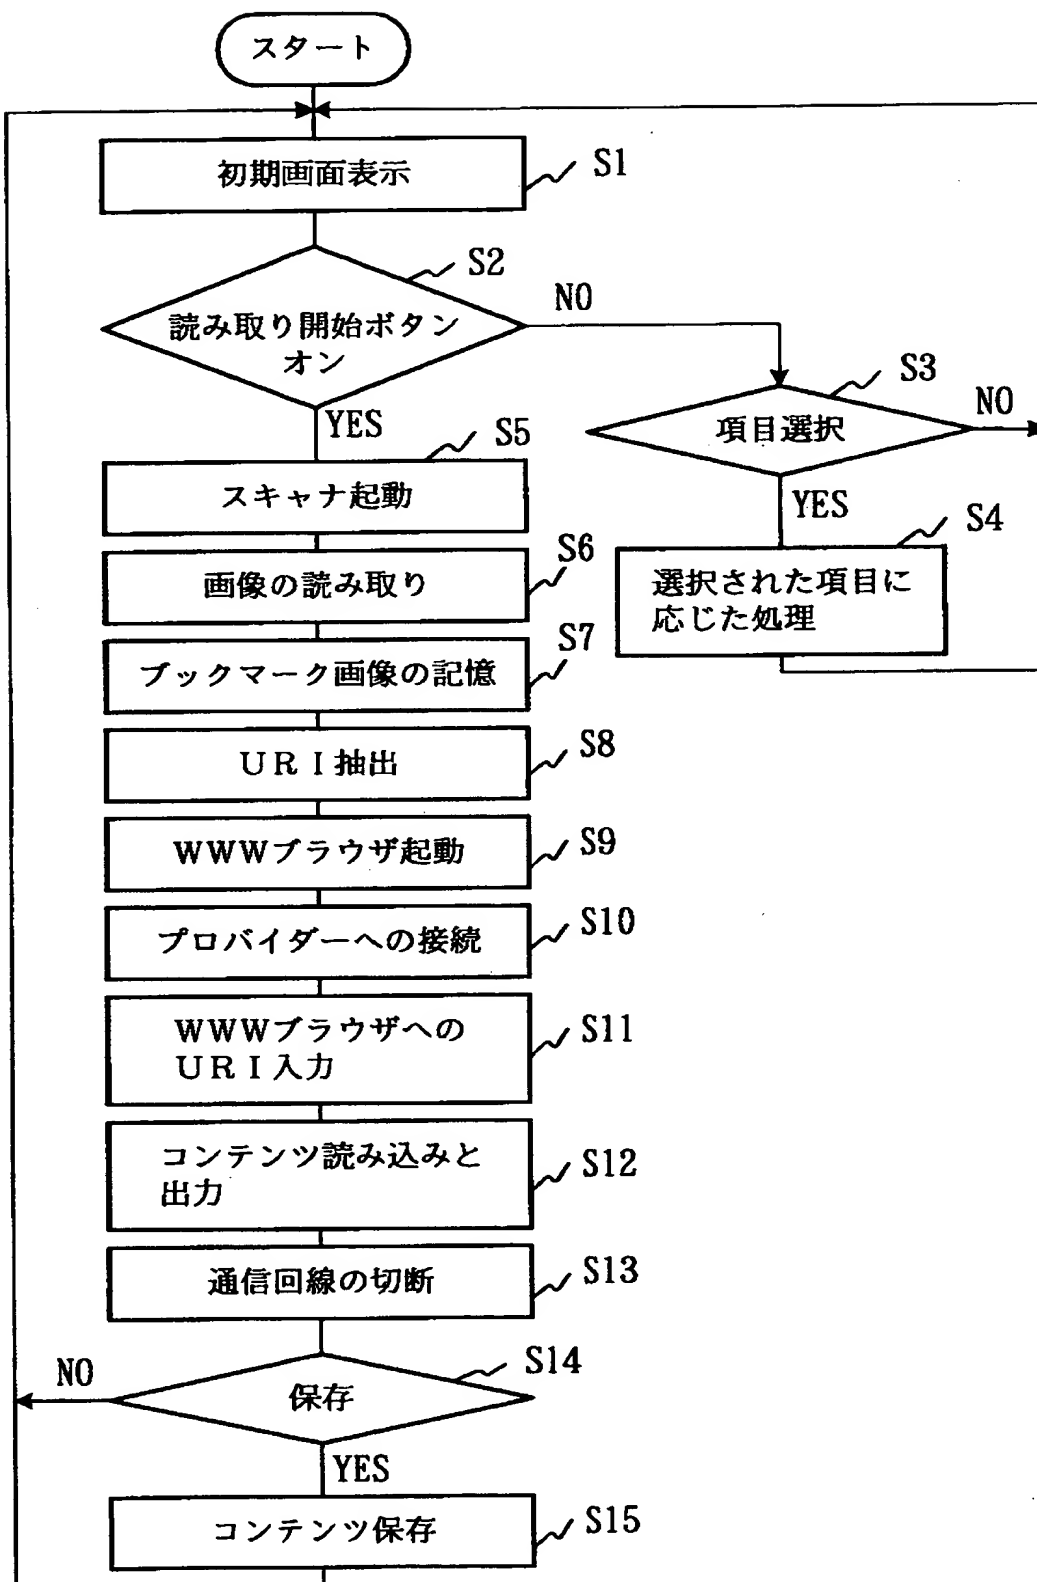 スタート
初期画面表示
S1
S2
読み取り開始ボタン
オン
NO
YES
S3
項目選択
NO
YES
S4
選択された項目に
応じた処理
S5
スキャナ起動
S6
画像の読み取り
S7
ブックマーク画像の記憶
S8
ＵＲＩ抽出
S9
ＷＷＷブラウザ起動
S10
プロバイダーへの接続
S11
ＷＷＷブラウザへの
ＵＲＩ入力
S12
コンテンツ読み込みと
出力
S13
通信回線の切断
S14
保存
NO
YES
S15
コンテンツ保存